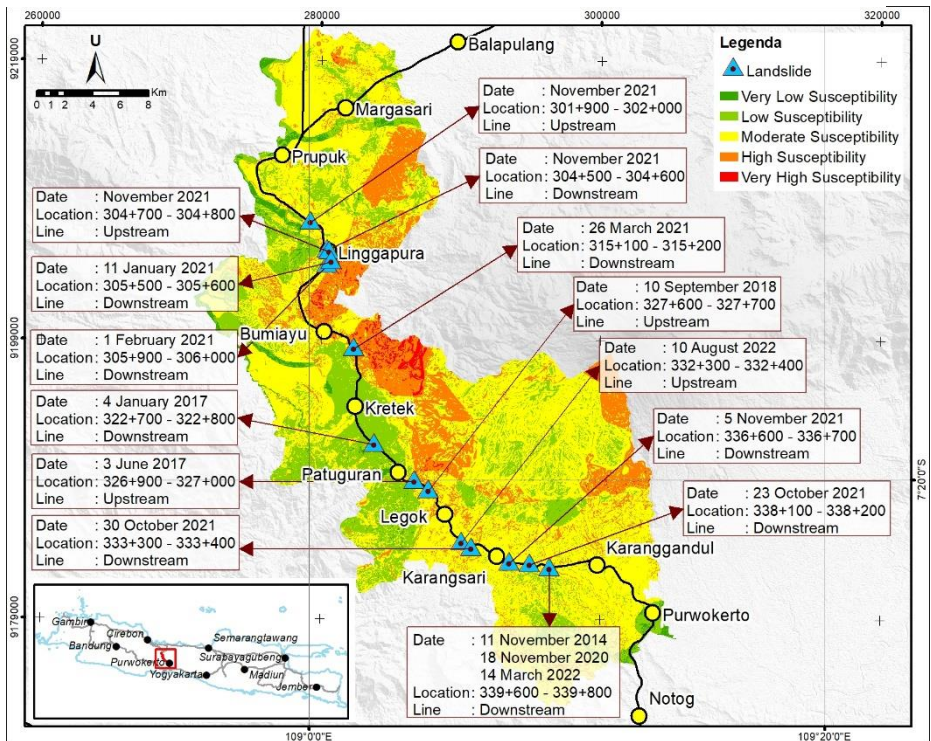 260000
280000
300000
320000
9219000
9199000
9179000
7°20'0"S
109°0'0"E
109°20'0"E
U
0 1 2 4 6 8
Km
Legenda
Landslide
Very Low Susceptibility
Low Susceptibility
Moderate Susceptibility
High Susceptibility
Very High Susceptibility
Balapulang
Margasari
Prupuk
Linggapura
Bumiayu
Kretek
Patuguran
Legok
Karangsari
Karanggandul
Purwokerto
Notog
Date : November 2021
Location: 301+900 - 302+000
Line : Upstream
Date : November 2021
Location: 304+500 - 304+600
Line : Downstream
Date : November 2021
Location: 304+700 - 304+800
Line : Upstream
Date : 26 March 2021
Location: 315+100 - 315+200
Line : Downstream
Date : 11 January 2021
Location: 305+500 - 305+600
Line : Downstream
Date : 10 September 2018
Location: 327+600 - 327+700
Line : Upstream
Date : 1 February 2021
Location: 305+900 - 306+000
Line : Downstream
Date : 10 August 2022
Location: 332+300 - 332+400
Line : Upstream
Date : 4 January 2017
Location: 322+700 - 322+800
Line : Downstream
Date : 5 November 2021
Location: 336+600 - 336+700
Line : Downstream
Date : 3 June 2017
Location: 326+900 - 327+000
Line : Upstream
Date : 23 October 2021
Location: 338+100 - 338+200
Line : Downstream
Date : 30 October 2021
Location: 333+300 - 333+400
Line : Downstream
Date : 11 November 2014
18 November 2020
14 March 2022
Location: 339+600 - 339+800
Line : Downstream
Gambir
Cirebon
Semarangtawang
Bandung
Surabayagubeng
Purwokerto
Madiun
Yogyakarta
Jember